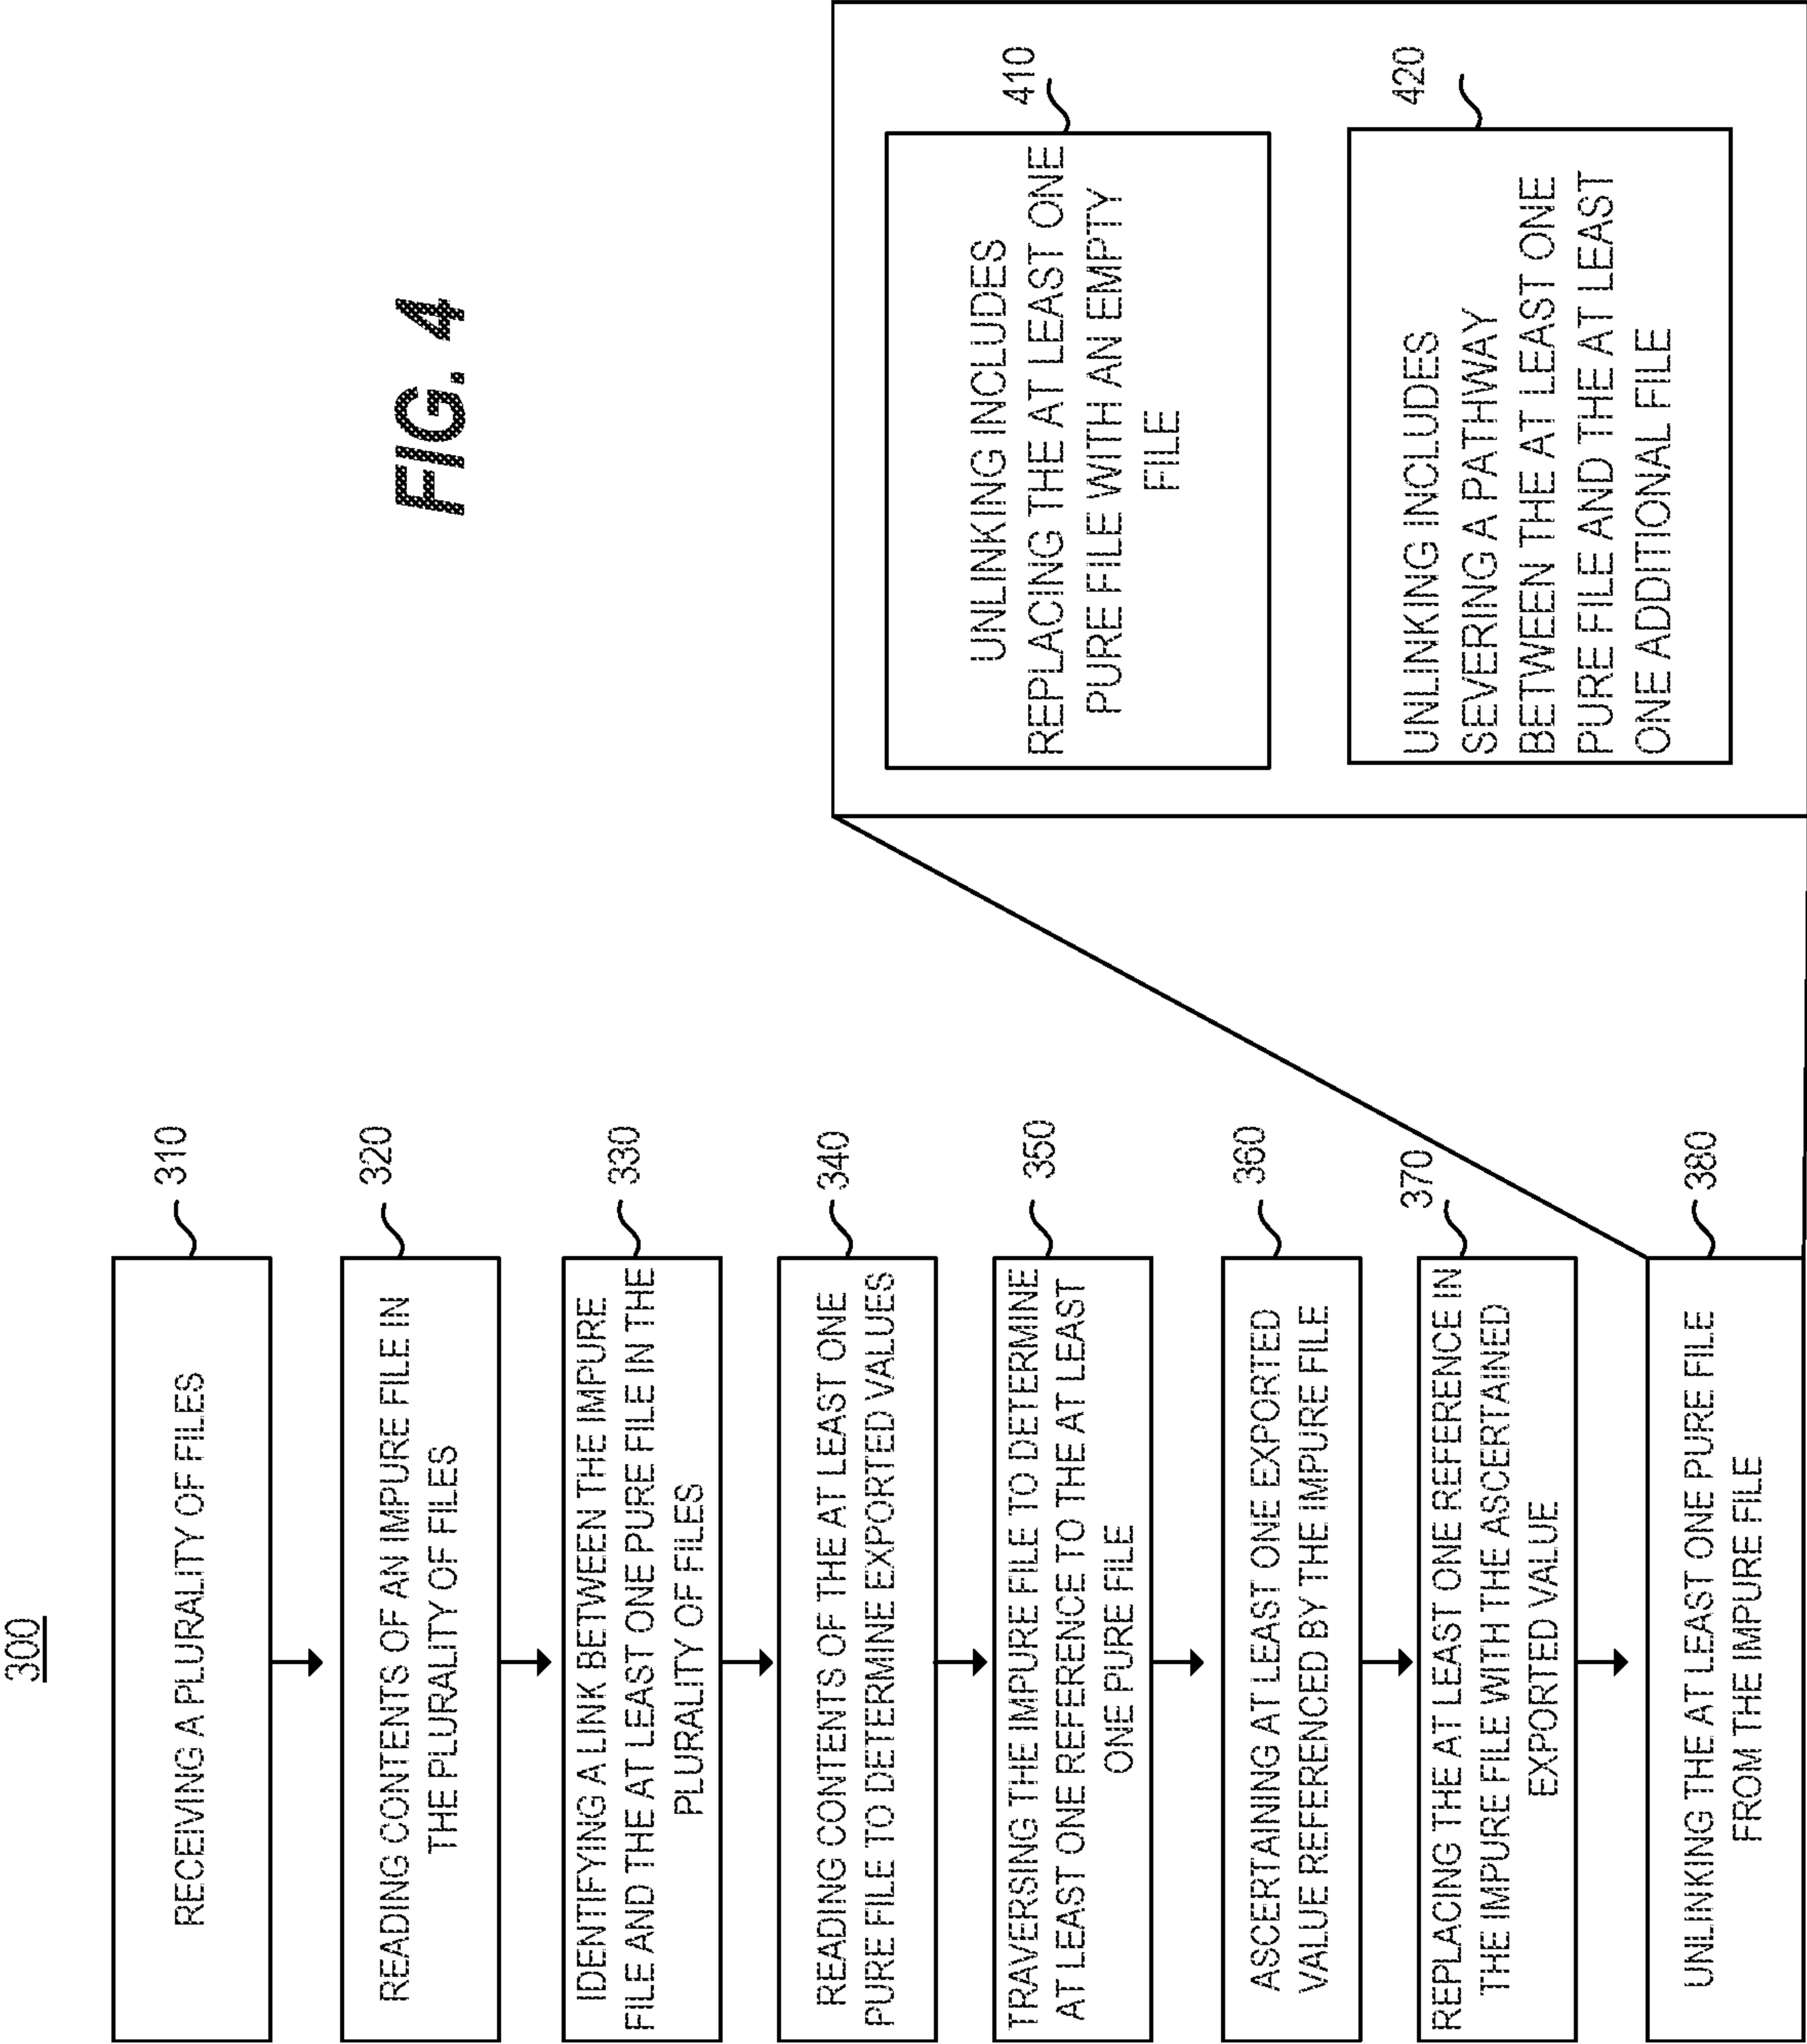 300
RECEIVING A PLURALITY OF FILES
310
READING CONTENTS OF AN IMPURE FILE IN
THE PLURALITY OF FILES
320
IDENTIFYING A LINK BETWEEN THE IMPURE
FILE AND THE AT LEAST ONE PURE FILE IN THE
PLURALITY OF FILES
330
READING CONTENTS OF THE AT LEAST ONE
PURE FILE TO DETERMINE EXPORTED VALUES
340
TRAVERSING THE IMPURE FILE TO DETERMINE
AT LEAST ONE REFERENCE TO THE AT LEAST
ONE PURE FILE
350
ASCERTAINING AT LEAST ONE EXPORTED
VALUE REFERENCED BY THE IMPURE FILE
360
REPLACING THE AT LEAST ONE REFERENCE IN
THE IMPURE FILE WITH THE ASCERTAINED
EXPORTED VALUE
370
UNLINKING THE AT LEAST ONE PURE FILE
FROM THE IMPURE FILE
380
FIG. 4
UNLINKING INCLUDES
REPLACING THE AT LEAST ONE
PURE FILE WITH AN EMPTY
FILE
410
UNLINKING INCLUDES
SEVERING A PATHWAY
BETWEEN THE AT LEAST ONE
PURE FILE AND THE AT LEAST
ONE ADDITIONAL FILE
420